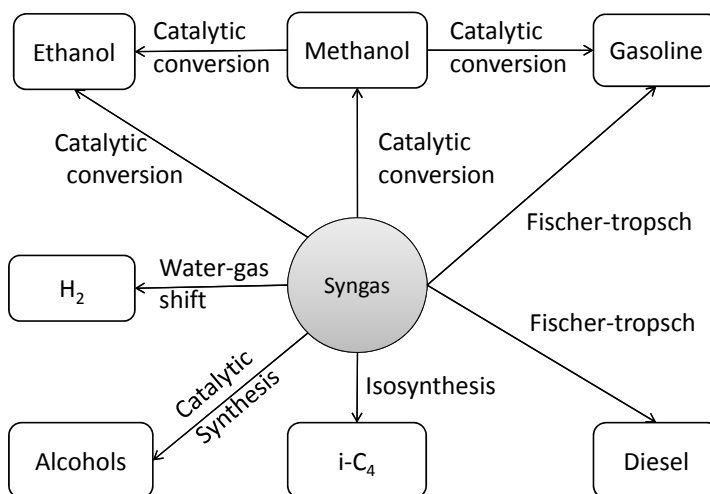 Ethanol
Catalytic
conversion
Methanol
Catalytic
conversion
Gasoline
Catalytic
conversion
Catalytic
conversion
Fischer-tropsch
H₂
Water-gas
shift
Syngas
Fischer-tropsch
Catalytic
Synthesis
Isosynthesis
Alcohols
i-C₄
Diesel